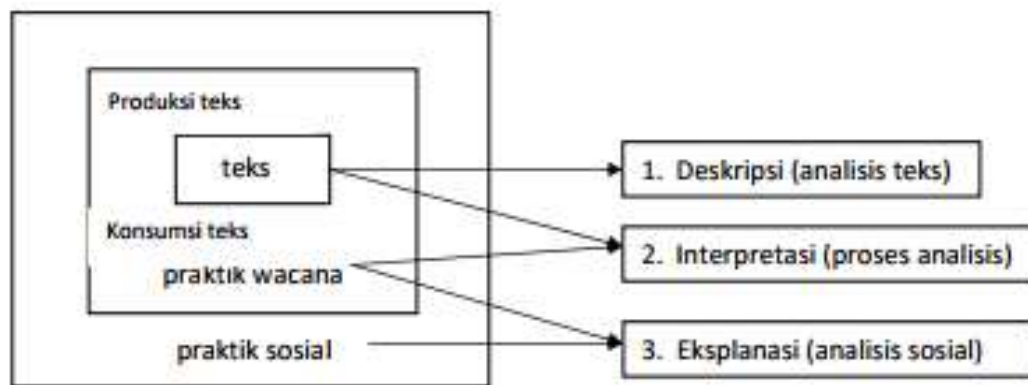 Produksi teks
teks
Konsumsi teks
praktik wacana
praktik sosial
1. Deskripsi (analisis teks)
2. Interpretasi (proses analisis)
3. Eksplanasi (analisis sosial)